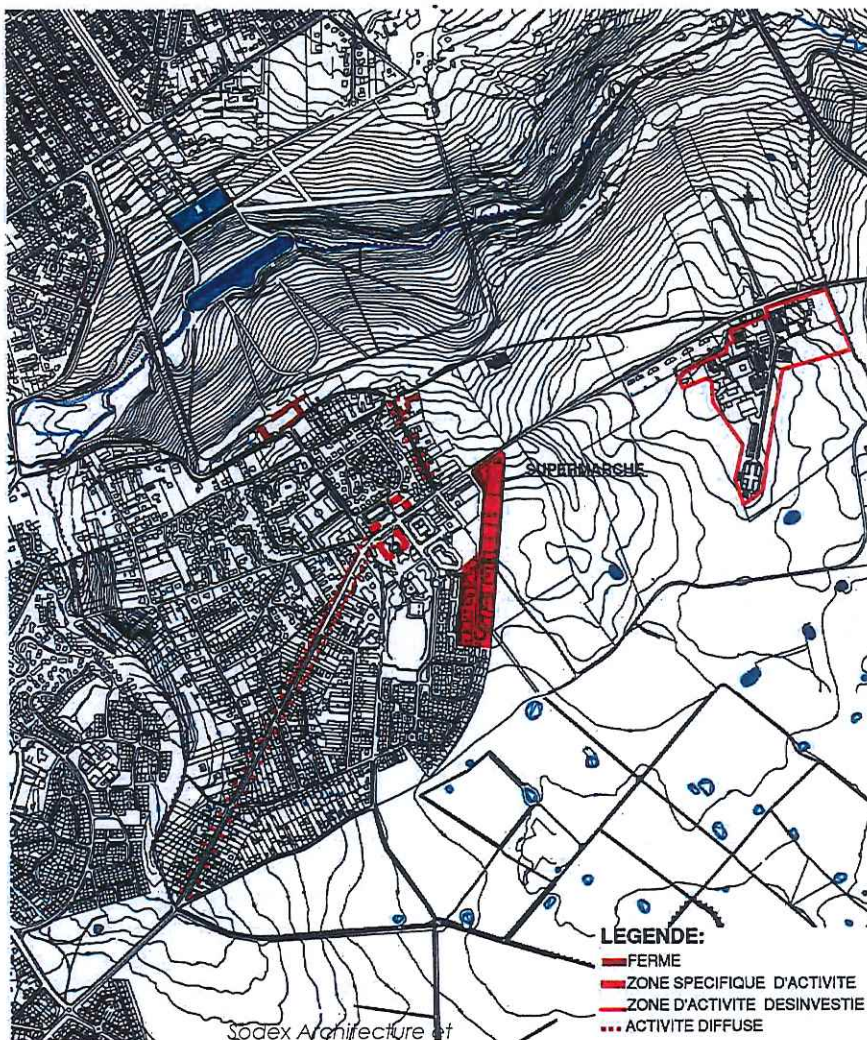 SUPERMARCHE
LEGENDE:
FERME
ZONE SPECIFIQUE D'ACTIVITE
ZONE D'ACTIVITE DESINVESTIE
ACTIVITE DIFFUSE
Sodex Architecture et